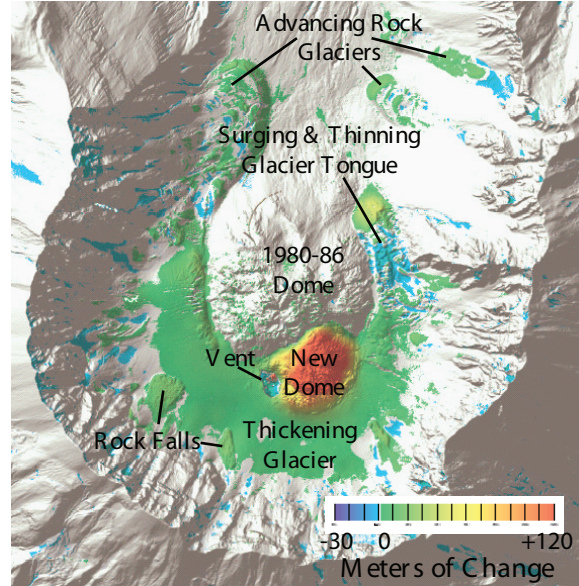 Advancing Rock
Glaciers
Surging & Thinning
Glacier Tongue
1980-86
Dome
Vent
New
Dome
Rock Falls
Thickening
Glacier
-30 0 +120
Meters of Change